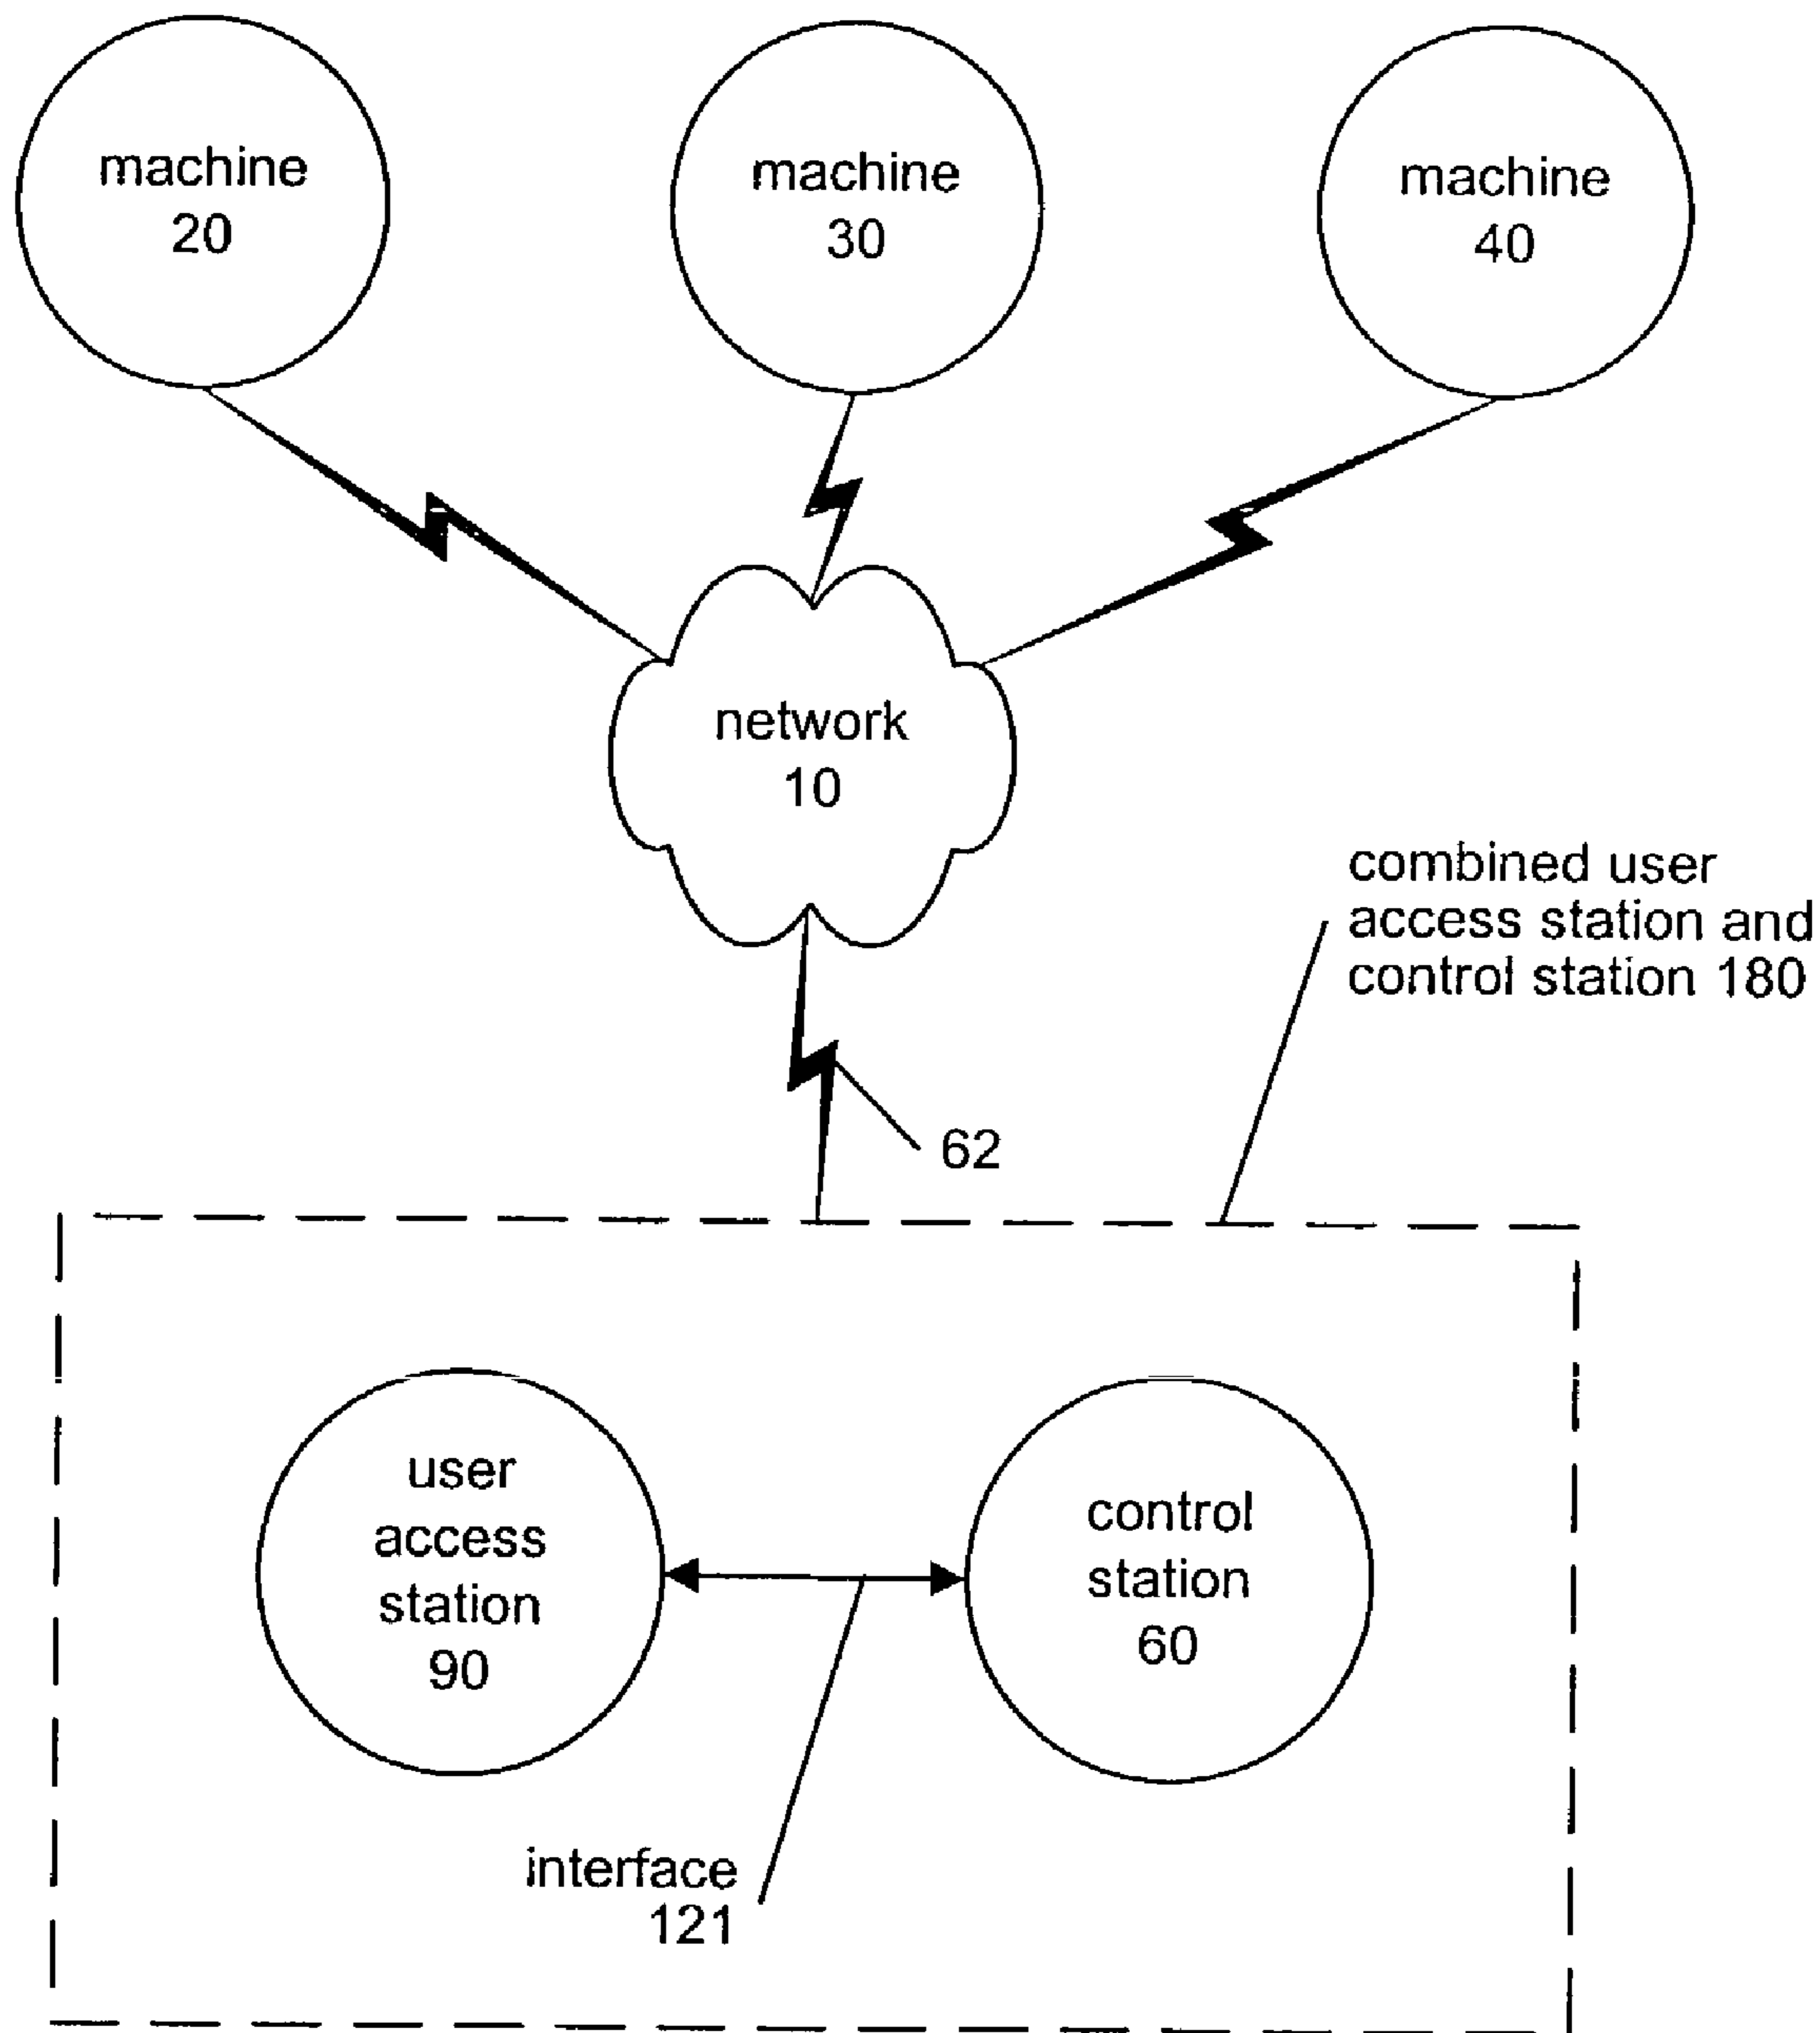 machine
20
machine
30
machine
40
network
10
combined user
access station and
control station 180
62
user
access
station
90
control
station
60
interface
121